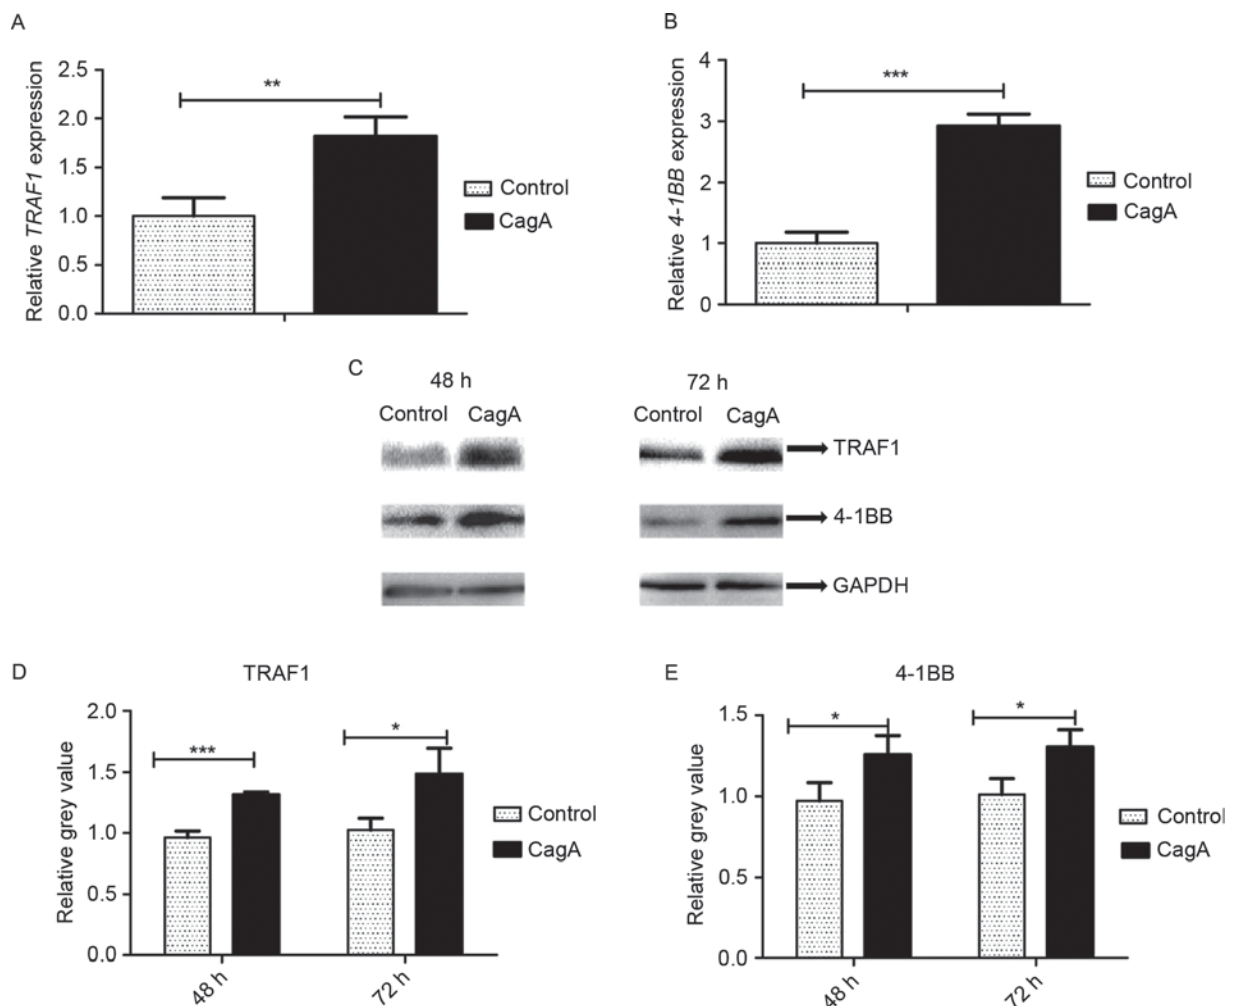 A
Relative TRAF1 expression
2.5
2.0
1.5
1.0
0.5
0.0
**
Control
CagA
B
Relative 4-1BB expression
4
3
2
1
0
***
Control
CagA
C
48 h
72 h
Control CagA
Control CagA
TRAF1
4-1BB
GAPDH
D
TRAF1
Relative grey value
2.0
1.5
1.0
0.5
0.0
***
*
48 h
72 h
Control
CagA
E
4-1BB
Relative grey value
1.5
1.0
0.5
0.0
*
*
48 h
72 h
Control
CagA